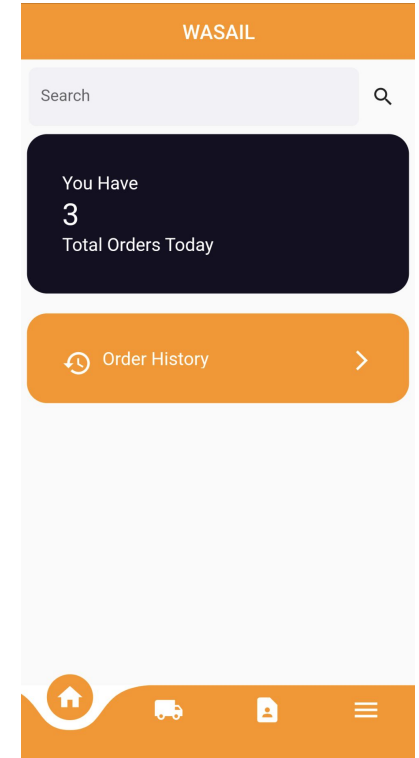 WASAIL
Search
You Have
3
Total Orders Today
Order History